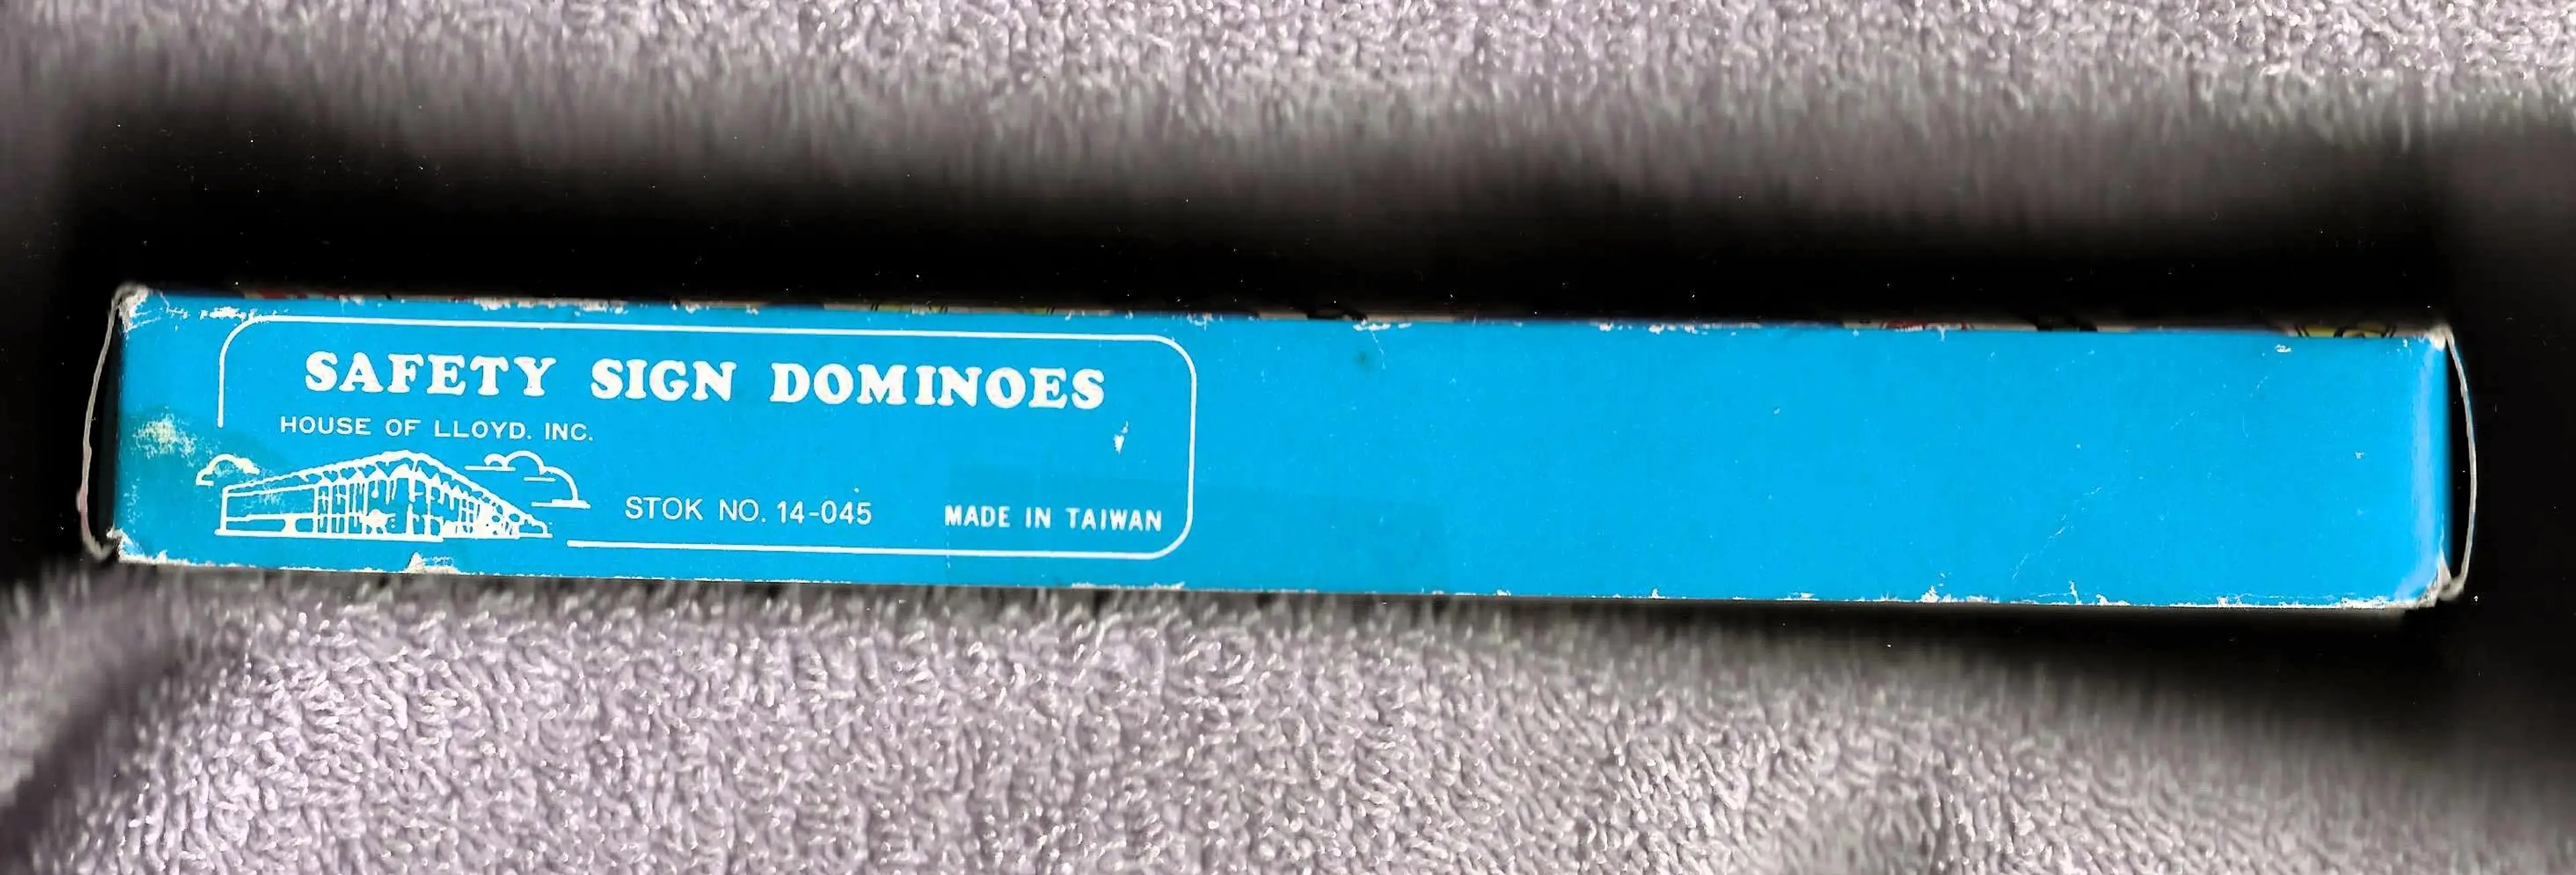 SAFETY SIGN DOMINOES
HOUSE OF LLOYD. INC.
STOK NO. 14-045 MADE IN TAIWAN